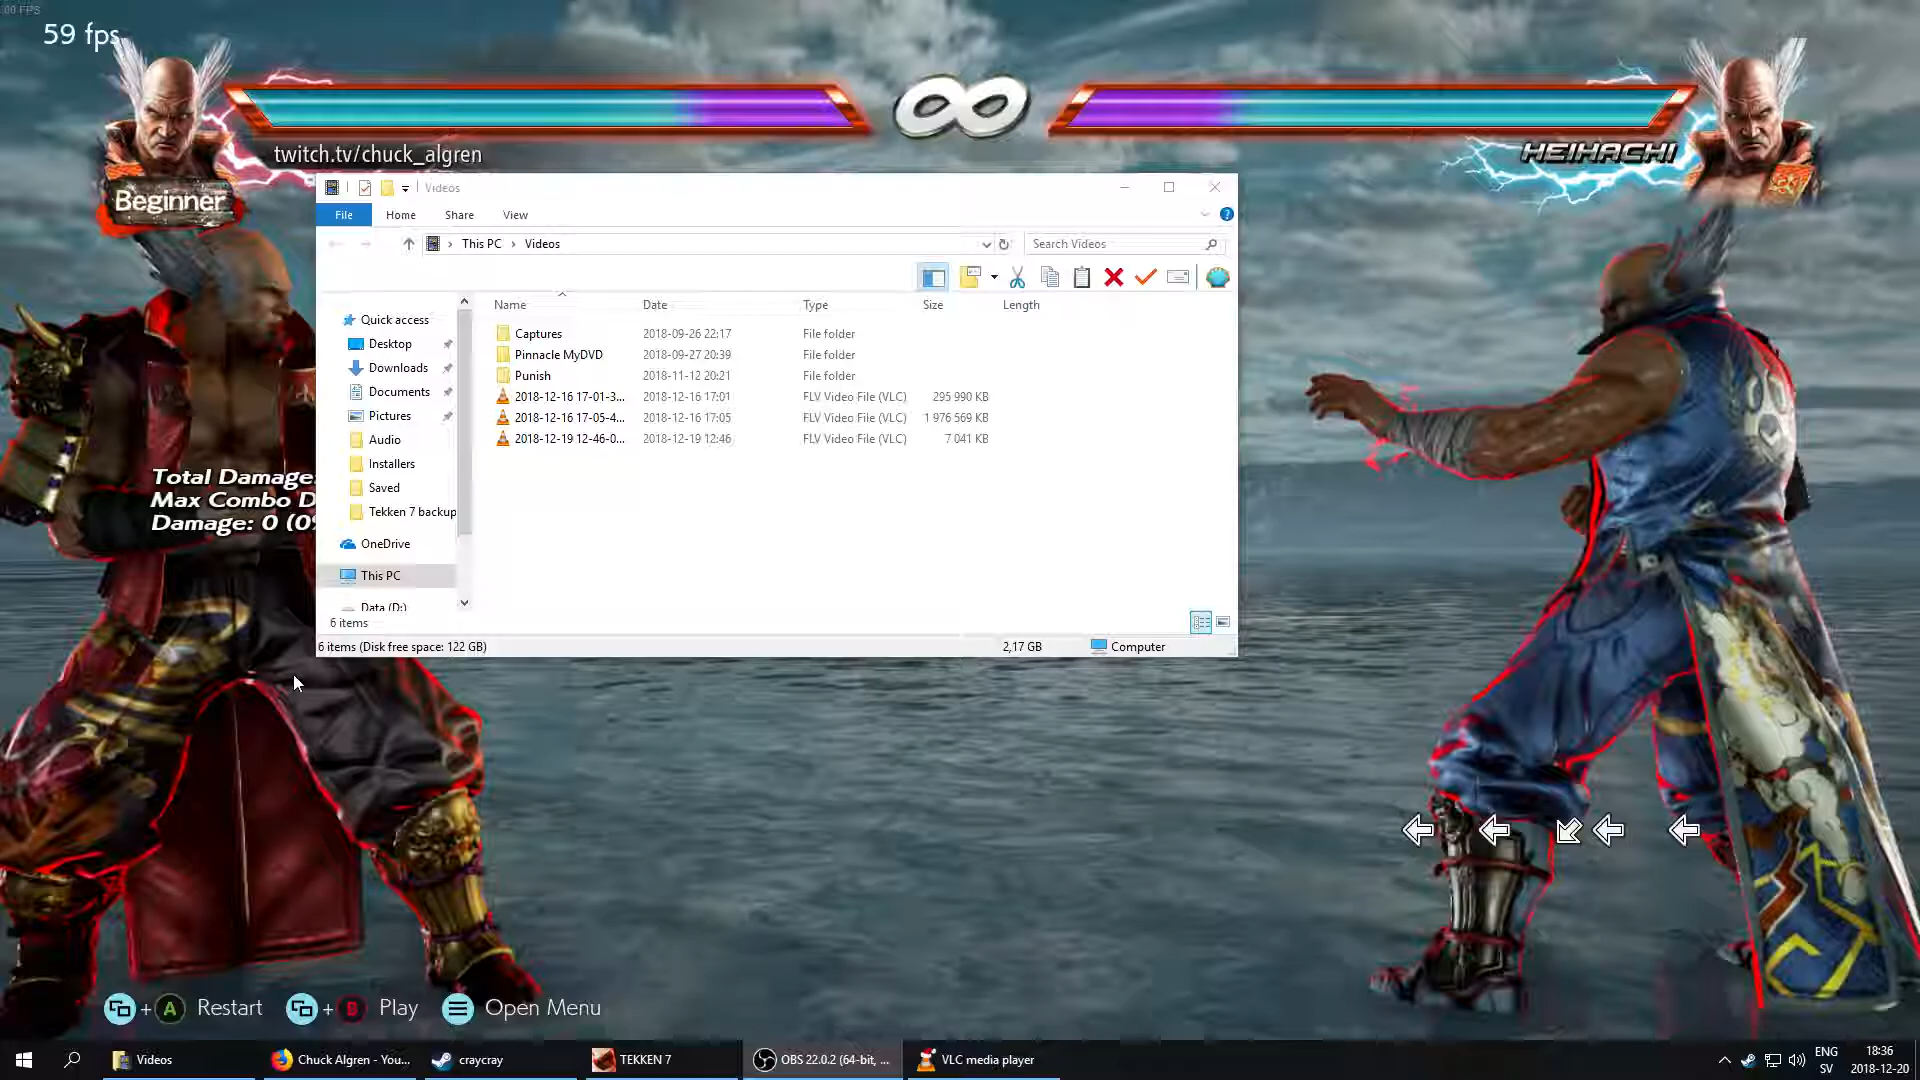 00 FPS
59 fps
twitch.tv/chuck_algren
HEIHACHI
Beginner
Videos
File
Home
Share
View
This PC
Videos
Search Videos
Name
Date
Type
Size
Length
Quick access
Desktop
Downloads
Documents
Pictures
Audio
Installers
Saved
Tekken 7 backup
OneDrive
This PC
Data (D:)
Captures 2018-09-26 22:17 File folder
Pinnacle MyDVD 2018-09-27 20:39 File folder
Punish 2018-11-12 20:21 File folder
2018-12-16 17-01-3... 2018-12-16 17:01 FLV Video File (VLC) 295 990 KB
2018-12-16 17-05-4... 2018-12-16 17:05 FLV Video File (VLC) 1 976 569 KB
2018-12-19 12-46-0... 2018-12-19 12:46 FLV Video File (VLC) 7 041 KB
6 items
6 items (Disk free space: 122 GB)
2,17 GB
Computer
Total Damage:
Max Combo D
Damage: 0 (0%
+ A Restart
+ B Play
Open Menu
Videos
Chuck Algren - You...
craycray
TEKKEN 7
OBS 22.0.2 (64-bit, ...
VLC media player
ENG
SV
18:36
2018-12-20